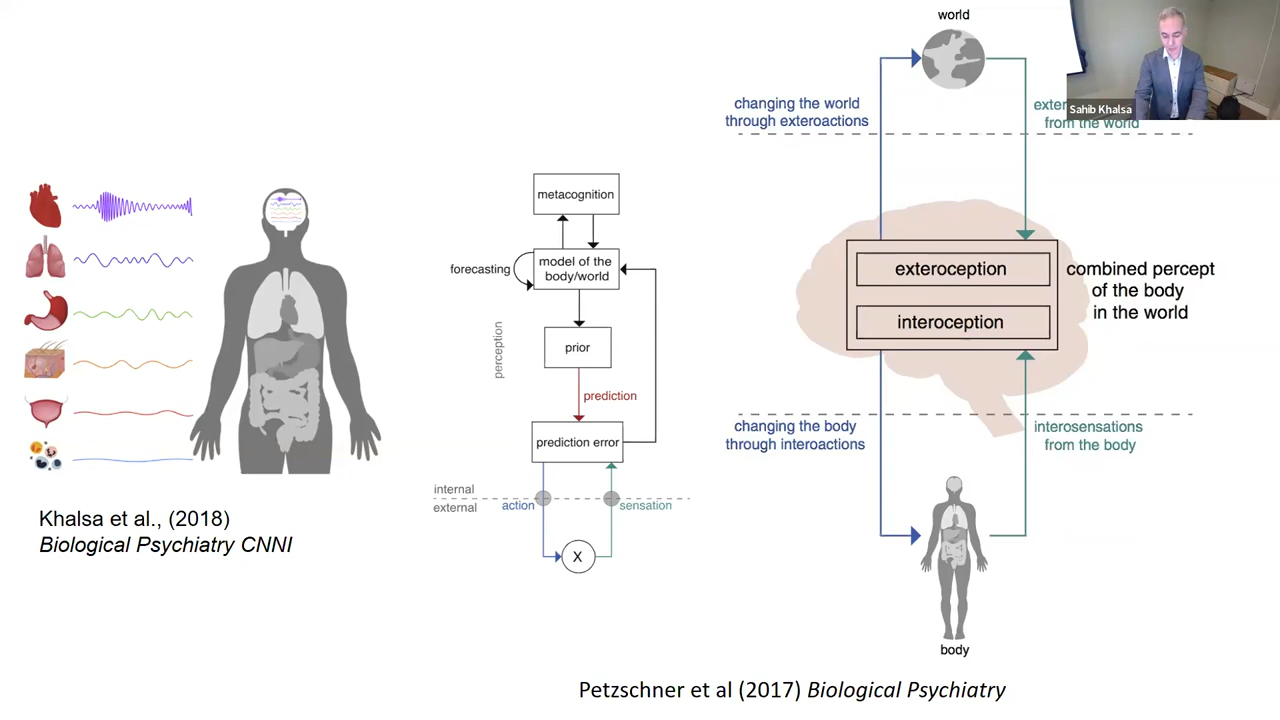 world
changing the world
through exteroactions
from the world
Sahib Khalsa
metacognition
forecasting
model of the
body/world
perception
prior
prediction
prediction error
internal
external
action
sensation
X
exteroception
interoception
combined percept
of the body
in the world
changing the body
through interoactions
interosensations
from the body
body
Khalsa et al., (2018)
Biological Psychiatry CNNI
Petzschner et al (2017) Biological Psychiatry